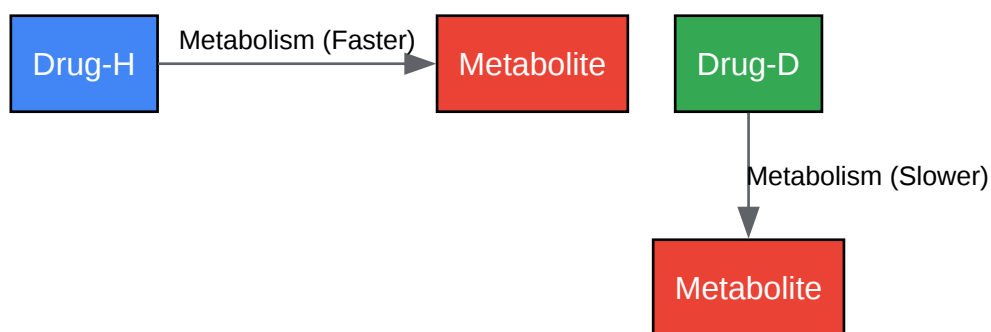 Drug-H
Metabolism (Faster)
Metabolite
Drug-D
Metabolism (Slower)
Metabolite